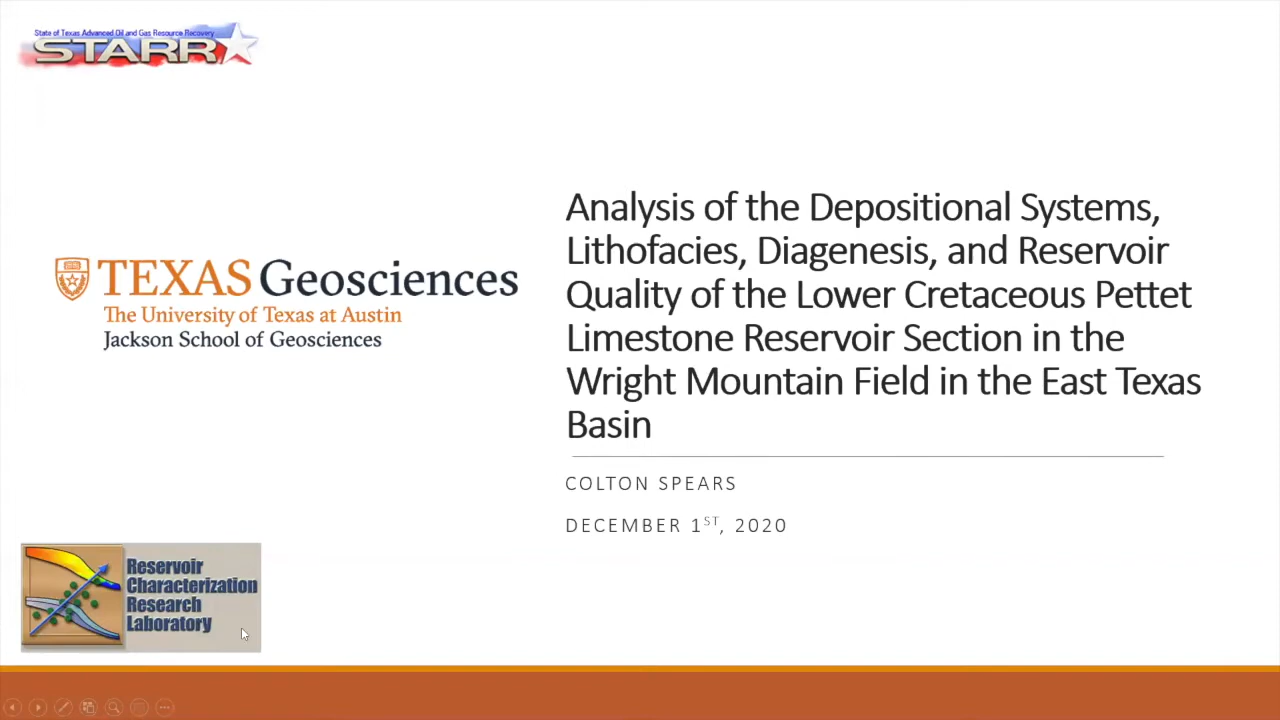 State of Texas Advanced Oil and Gas Resource Recovery
STARR
Analysis of the Depositional Systems,
Lithofacies, Diagenesis, and Reservoir
Quality of the Lower Cretaceous Pettet
Limestone Reservoir Section in the
Wright Mountain Field in the East Texas
Basin
TEXAS Geosciences
The University of Texas at Austin
Jackson School of Geosciences
COLTON SPEARS
DECEMBER 1ST, 2020
Reservoir
Characterization
Research
Laboratory